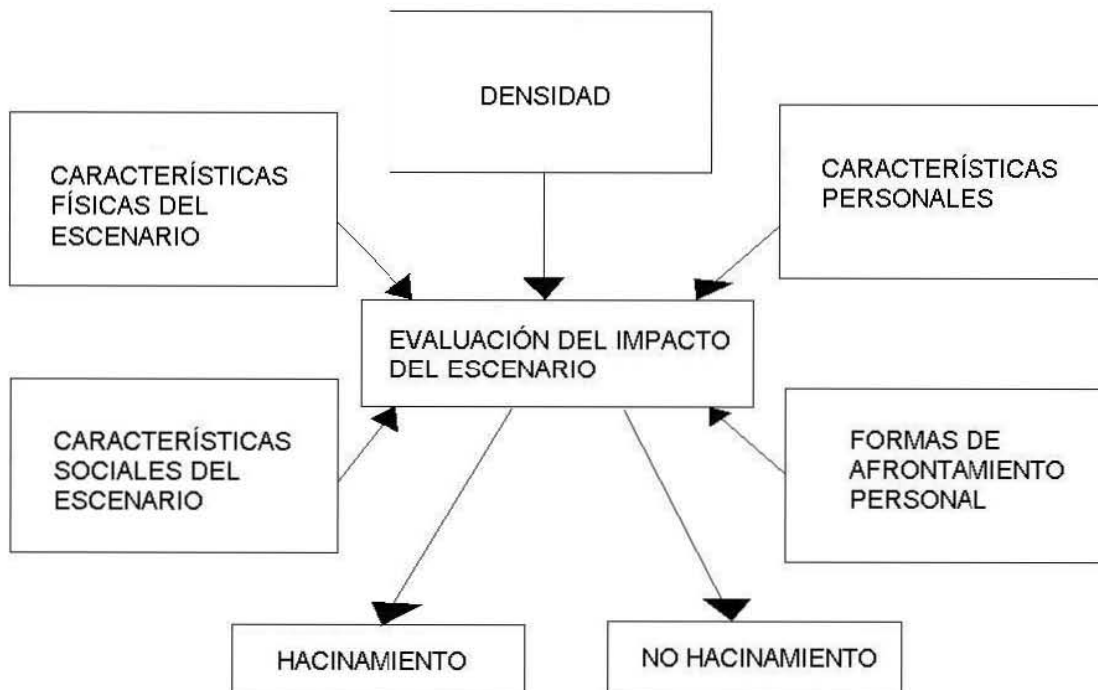 DENSIDAD
CARACTERÍSTICAS
FÍSICAS DEL
ESCENARIO
CARACTERÍSTICAS
PERSONALES
EVALUACIÓN DEL IMPACTO
DEL ESCENARIO
CARACTERÍSTICAS
SOCIALES DEL
ESCENARIO
FORMAS DE
AFRONTAMIENTO
PERSONAL
HACINAMIENTO
NO HACINAMIENTO